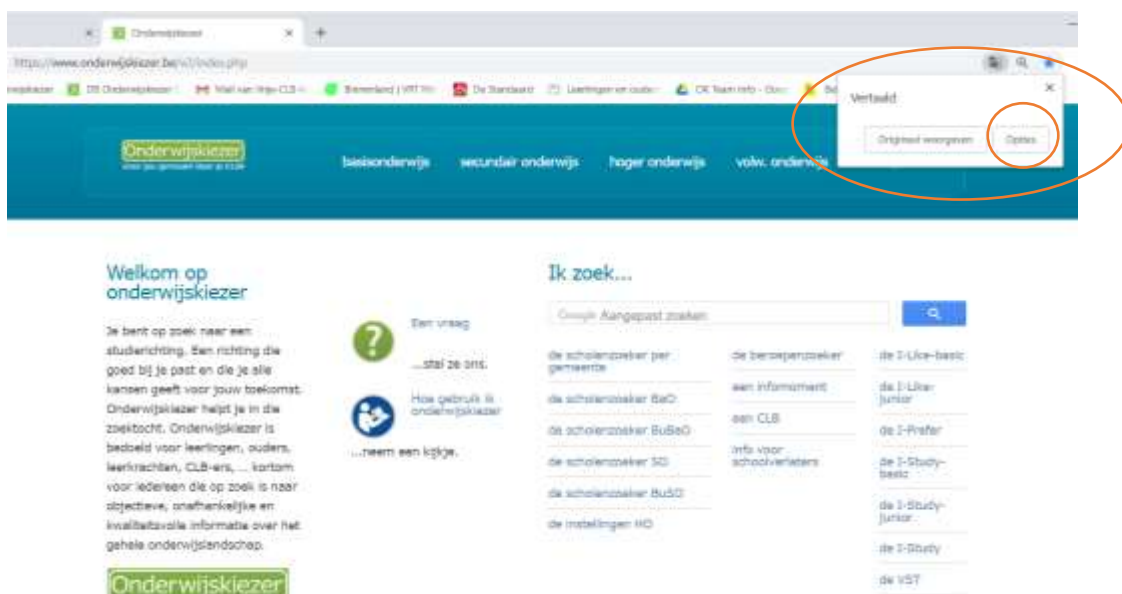 Onderwijskiezer
https://www.onderwijskiezer.be/v2/index.php
DB Onderwijskiezer
De Standaard
Vertaald
Origineel weergeven
Opties
Onderwijskiezer
basisonderwijs
secundair onderwijs
hoger onderwijs
volw. onderwijs
Welkom op
onderwijskiezer
Je bent op zoek naar een
studierichting. Een richting die
goed bij je past en die je alle
kansen geeft voor jouw toekomst.
Onderwijskiezer helpt je in die
zoektocht. Onderwijskiezer is
bedoeld voor leerlingen, ouders,
leerkrachten, CLB-ers, ... kortom
voor iedereen die op zoek is naar
objectieve, onafhankelijke en
kwaliteitsvolle informatie over het
gehele onderwijslandschap.
Onderwijskiezer
Een vraag
...stel ze ons.
Hoe gebruik ik
onderwijskiezer
...neem een kijkje.
Ik zoek...
Google Aangepast zoeken
de scholenzoeker per
gemeente
de scholenzoeker BaO
de scholenzoeker BuBaO
de scholenzoeker SO
de scholenzoeker BuSO
de instellingen HO
de beroepenzoeker
een infomoment
een CLB
info voor
schoolverlaters
de I-Like-basic
de I-Like-
junior
de I-Prefer
de I-Study-
basic
de I-Study-
junior
de I-Study
de VST